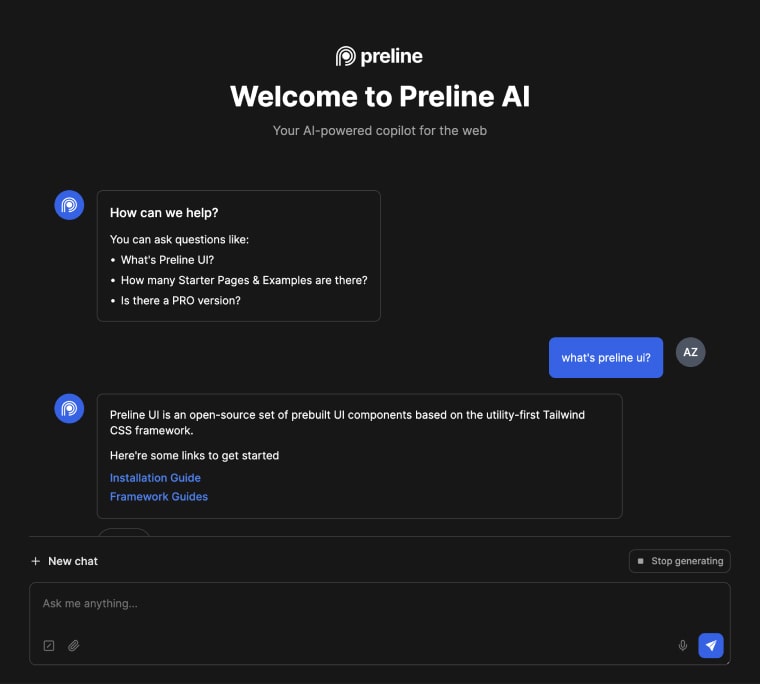 preline
Welcome to Preline AI
Your AI-powered copilot for the web
How can we help?
You can ask questions like:
• What's Preline UI?
• How many Starter Pages & Examples are there?
• Is there a PRO version?
what's preline ui?
AZ
Preline UI is an open-source set of prebuilt UI components based on the utility-first Tailwind
CSS framework.
Here're some links to get started
Installation Guide
Framework Guides
New chat
Stop generating
Ask me anything...